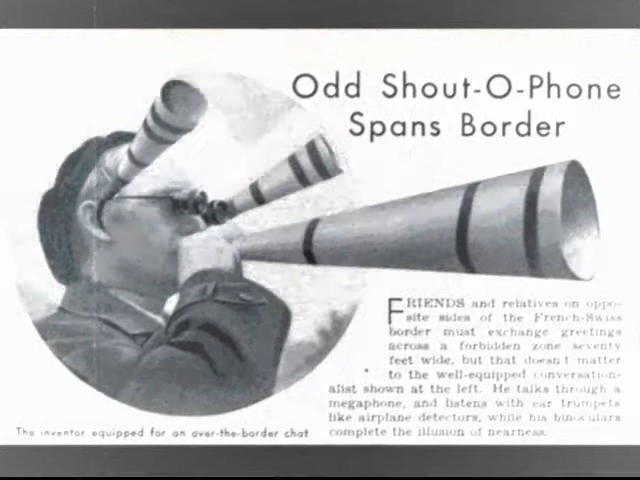 Odd Shout-O-Phone
Spans Border
FRIENDS and relatives on oppo-
site sides of the French-Swiss
border must exchange greetings
across a forbidden zone seventy
feet wide, but that doesn't matter
to the well-equipped conversation-
alist shown at the left. He talks through a
megaphone, and listens with ear trumpets
like airplane detectors, while his binoculars
complete the illusion of nearness.
The inventor equipped for an over-the-border chat